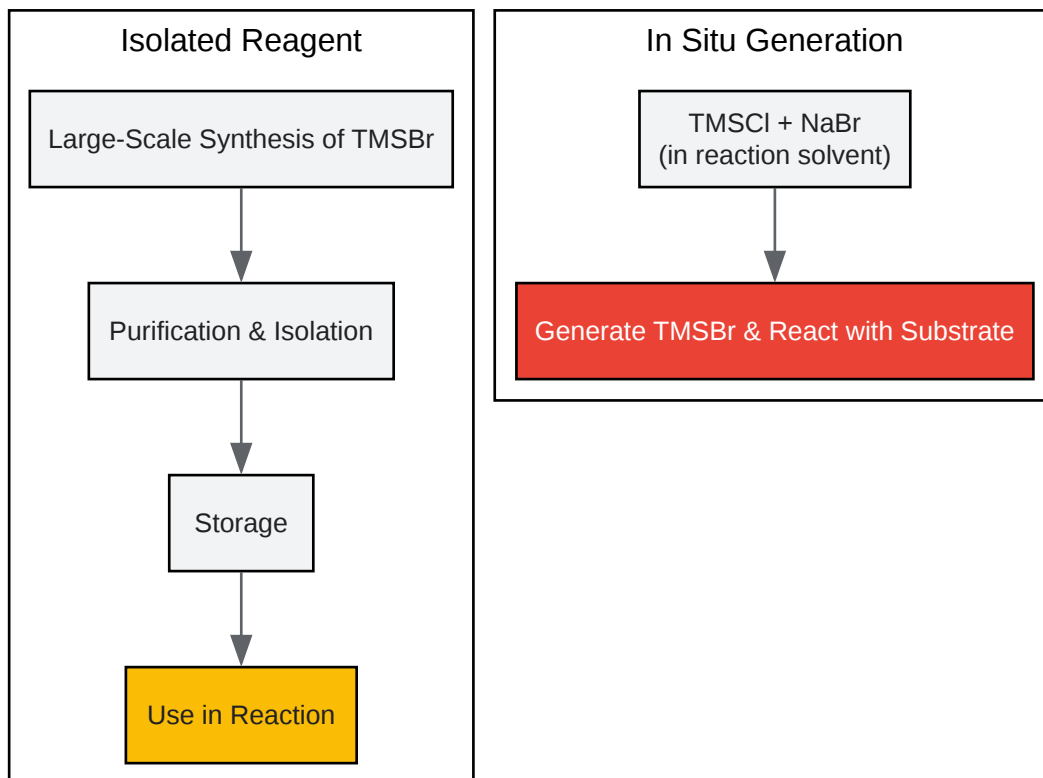 Isolated Reagent
Large-Scale Synthesis of TMSBr
Purification & Isolation
Storage
Use in Reaction
In Situ Generation
TMSCl + NaBr
(in reaction solvent)
Generate TMSBr & React with Substrate